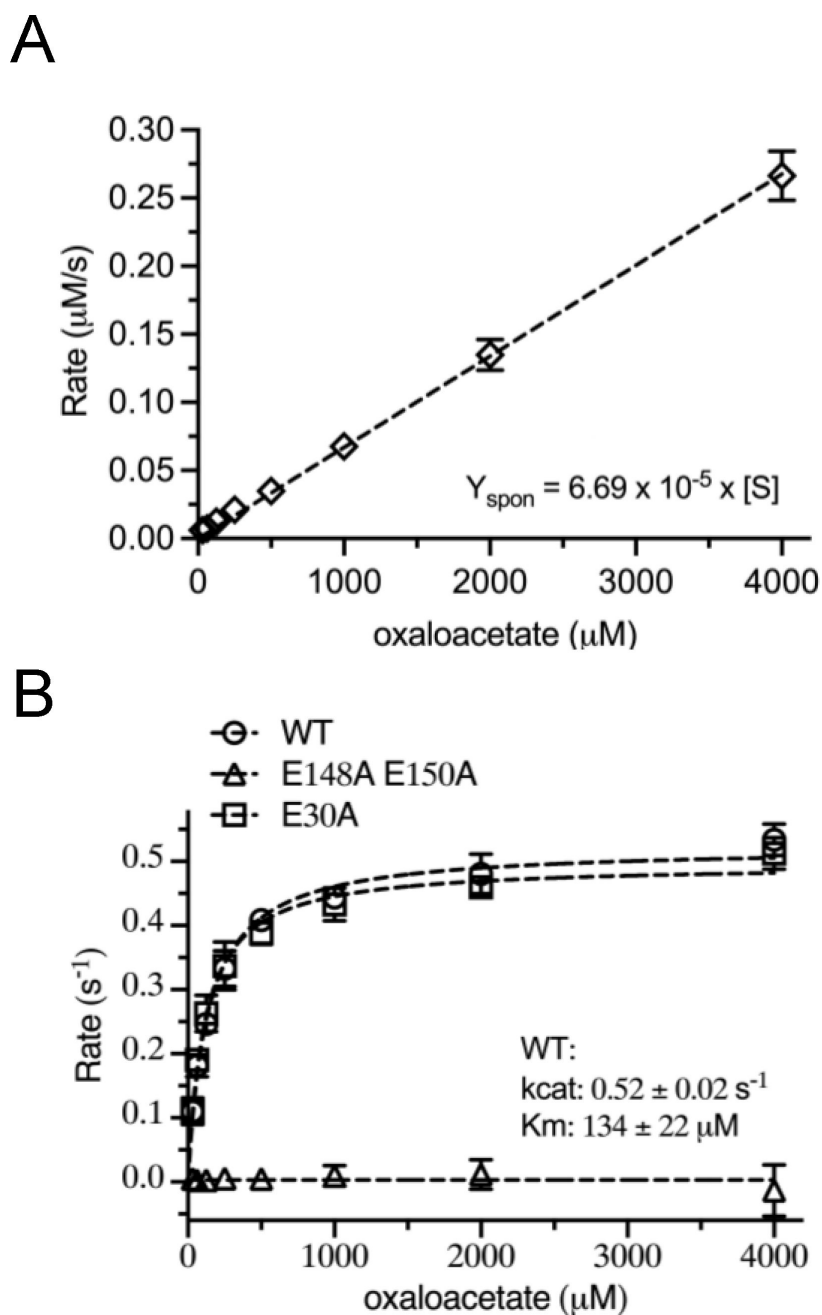 A
0.30
0.25
0.20
0.15
0.10
0.05
0.00
Rate (μM/s)
Y_spon = 6.69 x 10^-5 x [S]
0 1000 2000 3000 4000
oxaloacetate (μM)
B
WT
E148A E150A
E30A
0.5
0.4
0.3
0.2
0.1
0.0
Rate (s^-1)
WT:
kcat: 0.52 ± 0.02 s^-1
Km: 134 ± 22 μM
0 1000 2000 3000 4000
oxaloacetate (μM)